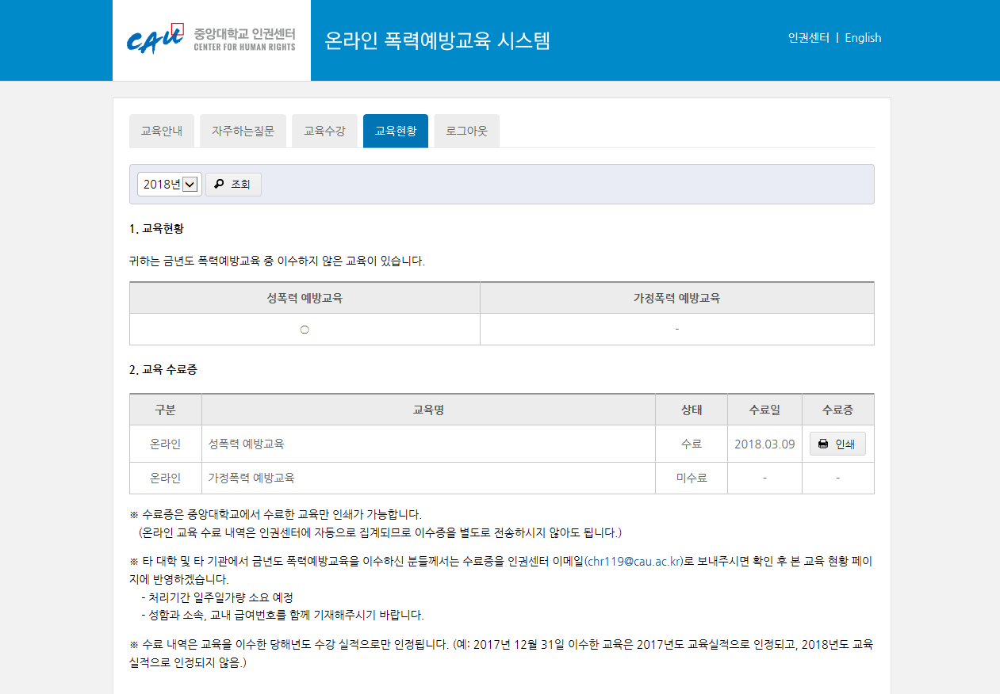 CAU 중앙대학교 인권센터
CENTER FOR HUMAN RIGHTS
온라인 폭력예방교육 시스템
인권센터 | English
교육안내 자주하는질문 교육수강 교육현황 로그아웃
2018년 조회
1. 교육현황
귀하는 금년도 폭력예방교육 중 이수하지 않은 교육이 있습니다.
성폭력 예방교육 가정폭력 예방교육
○ -
2. 교육 수료증
구분 교육명 상태 수료일 수료증
온라인 성폭력 예방교육 수료 2018.03.09 인쇄
온라인 가정폭력 예방교육 미수료 - -
※ 수료증은 중앙대학교에서 수료한 교육만 인쇄가 가능합니다.
(온라인 교육 수료 내역은 인권센터에 자동으로 집계되므로 이수증을 별도로 전송하시지 않아도 됩니다.)
※ 타 대학 및 타 기관에서 금년도 폭력예방교육을 이수하신 분들께서는 수료증을 인권센터 이메일(chr119@cau.ac.kr)로 보내주시면 확인 후 본 교육 현황 페이
지에 반영하겠습니다.
- 처리기간 일주일가량 소요 예정
- 성함과 소속, 교내 급여번호를 함께 기재해주시기 바랍니다.
※ 수료 내역은 교육을 이수한 당해년도 수강 실적으로만 인정됩니다. (예: 2017년 12월 31일 이수한 교육은 2017년도 교육실적으로 인정되고, 2018년도 교육
실적으로 인정되지 않음.)